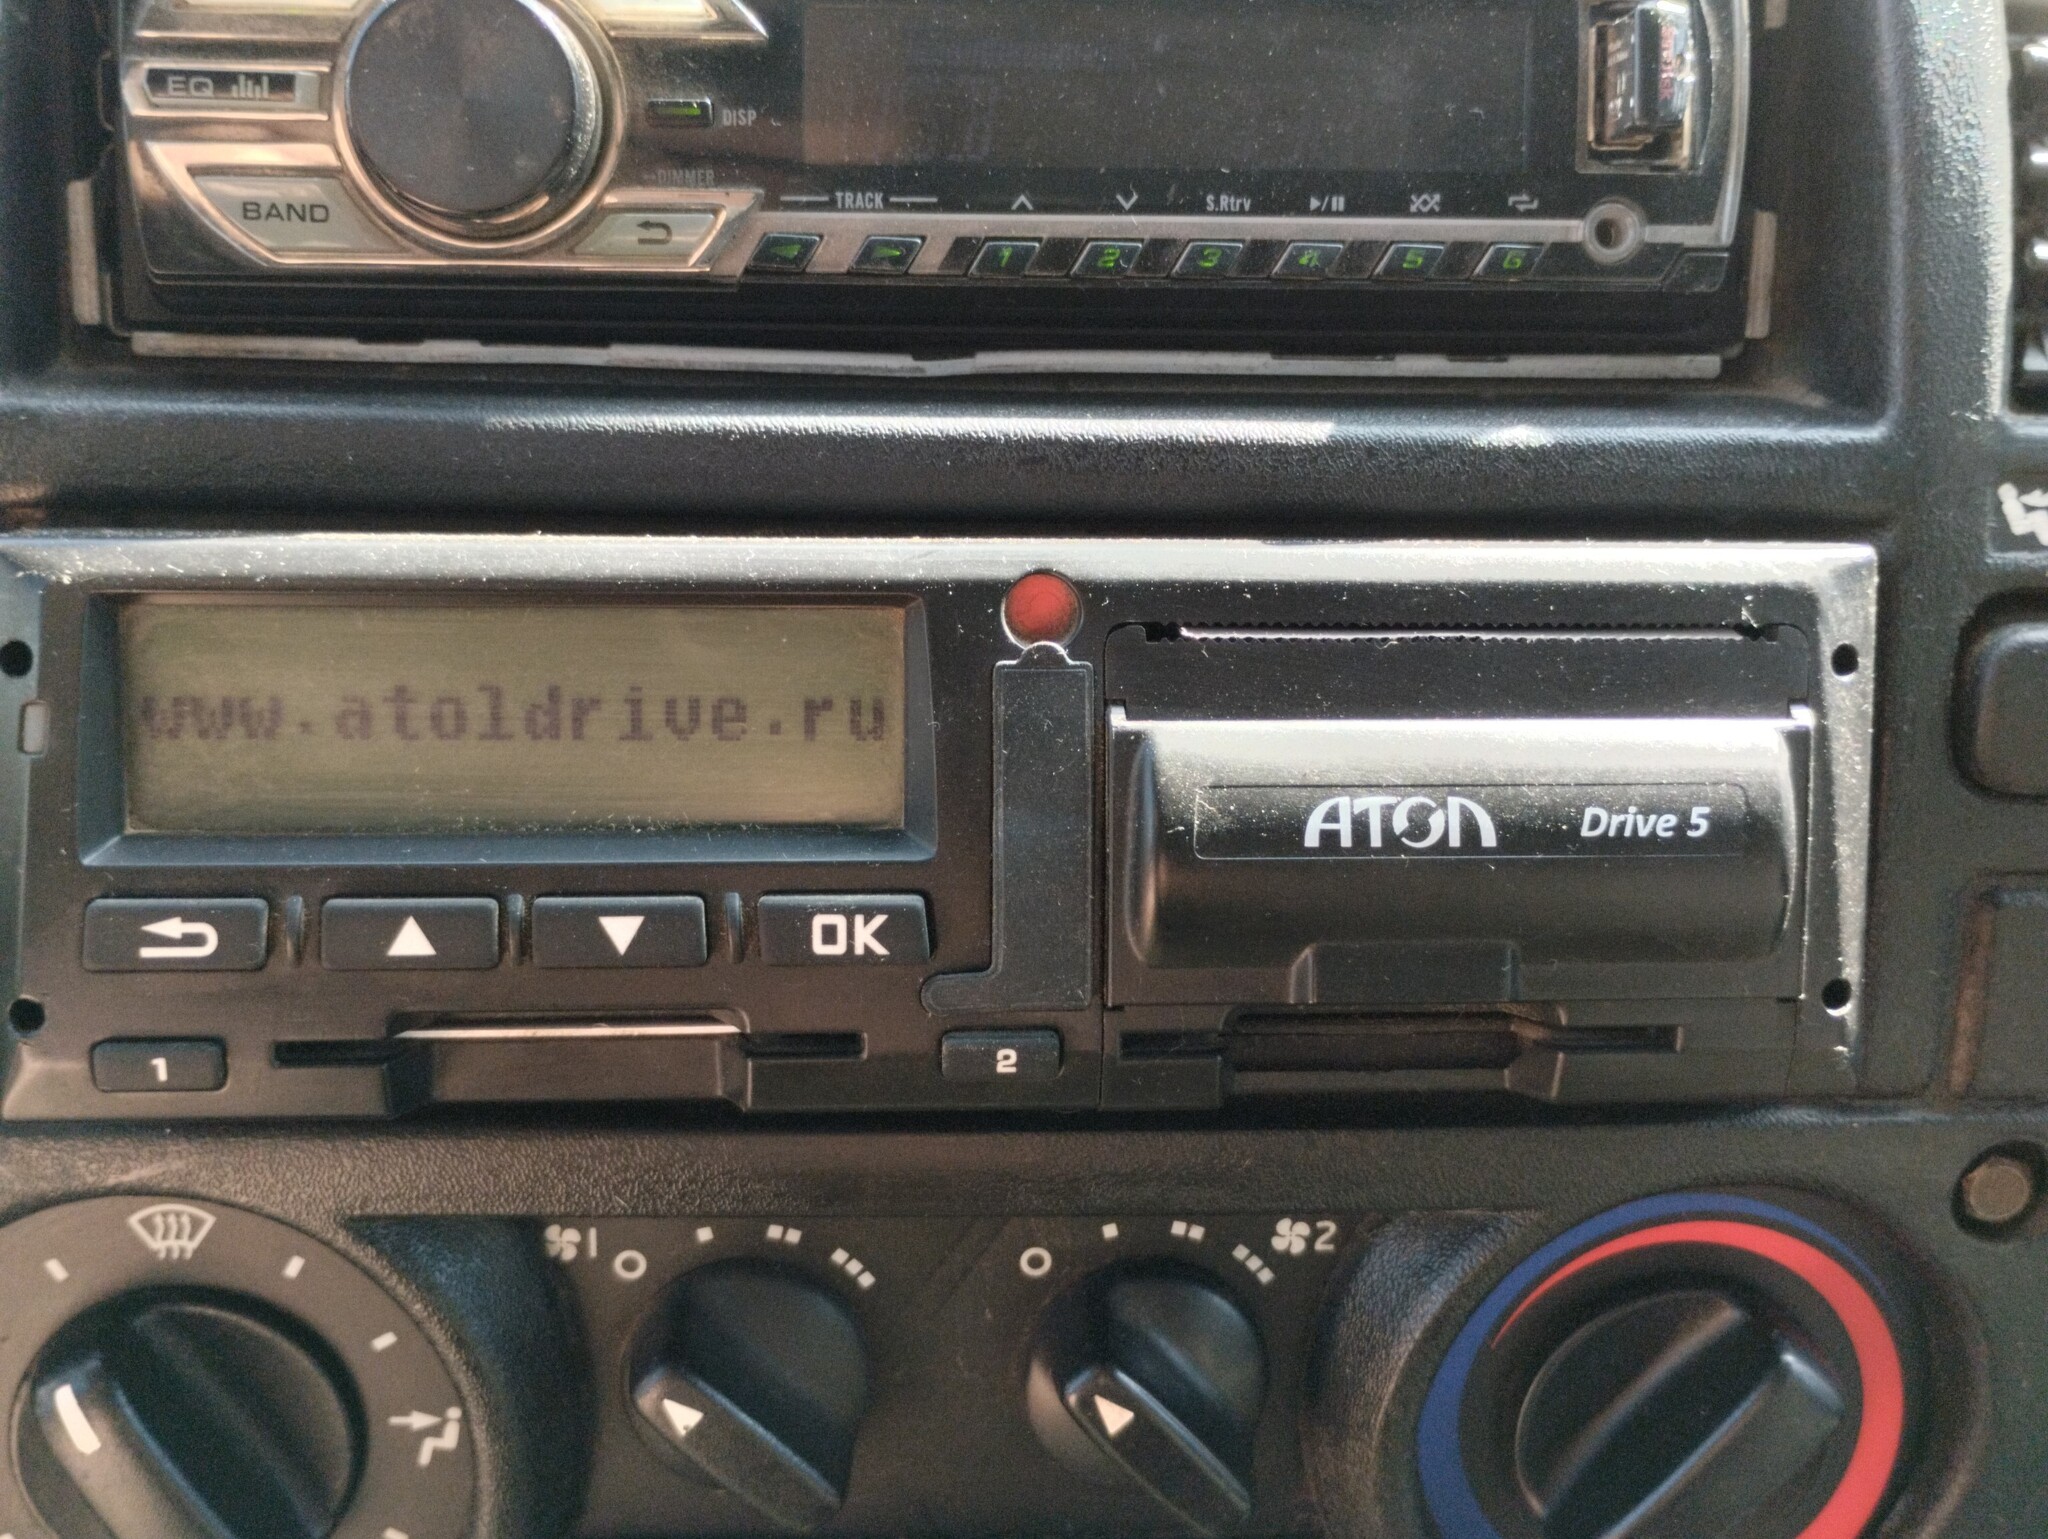 EQ
DISP
DIMMER
BAND
TRACK
S.Rtrv
1 2 3 4 5 6
www.atoldrive.ru
АТОЛ Drive 5
OK
1
2
1
2